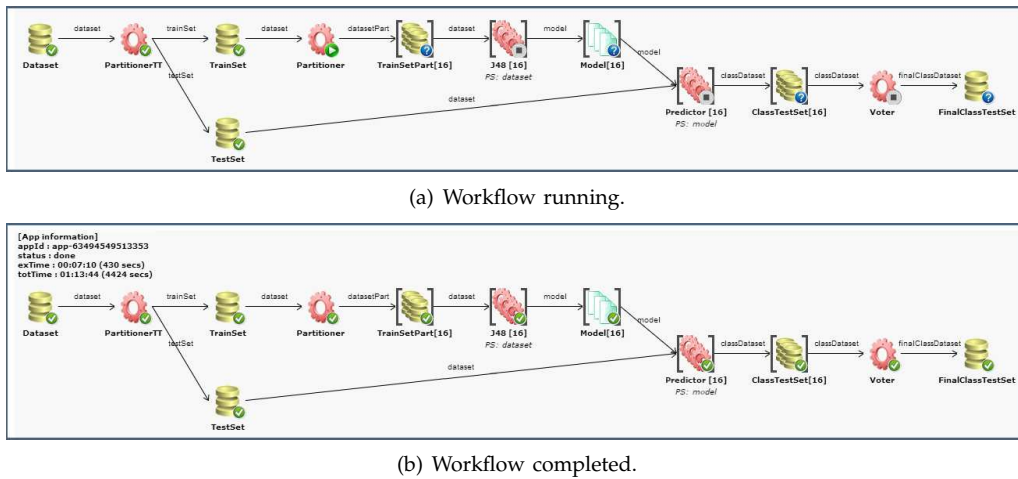 dataset trainSet dataset datasetPart dataset model
Dataset PartitionerTT TrainSet Partitioner TrainSetPart[16] J48 [16] Model[16]
PS: dataset
testSet
model
dataset
classDataset classDataset finalClassDataset
Predictor [16] ClassTestSet[16] Voter FinalClassTestSet
PS: model
TestSet
(a) Workflow running.
[App information]
appId : app-63494549513353
status : done
exTime : 00:07:10 (430 secs)
totTime : 01:13:44 (4424 secs)
dataset trainSet dataset datasetPart dataset model
Dataset PartitionerTT TrainSet Partitioner TrainSetPart[16] J48 [16] Model[16]
PS: dataset
testSet
model
dataset
classDataset classDataset finalClassDataset
Predictor [16] ClassTestSet[16] Voter FinalClassTestSet
PS: model
TestSet
(b) Workflow completed.